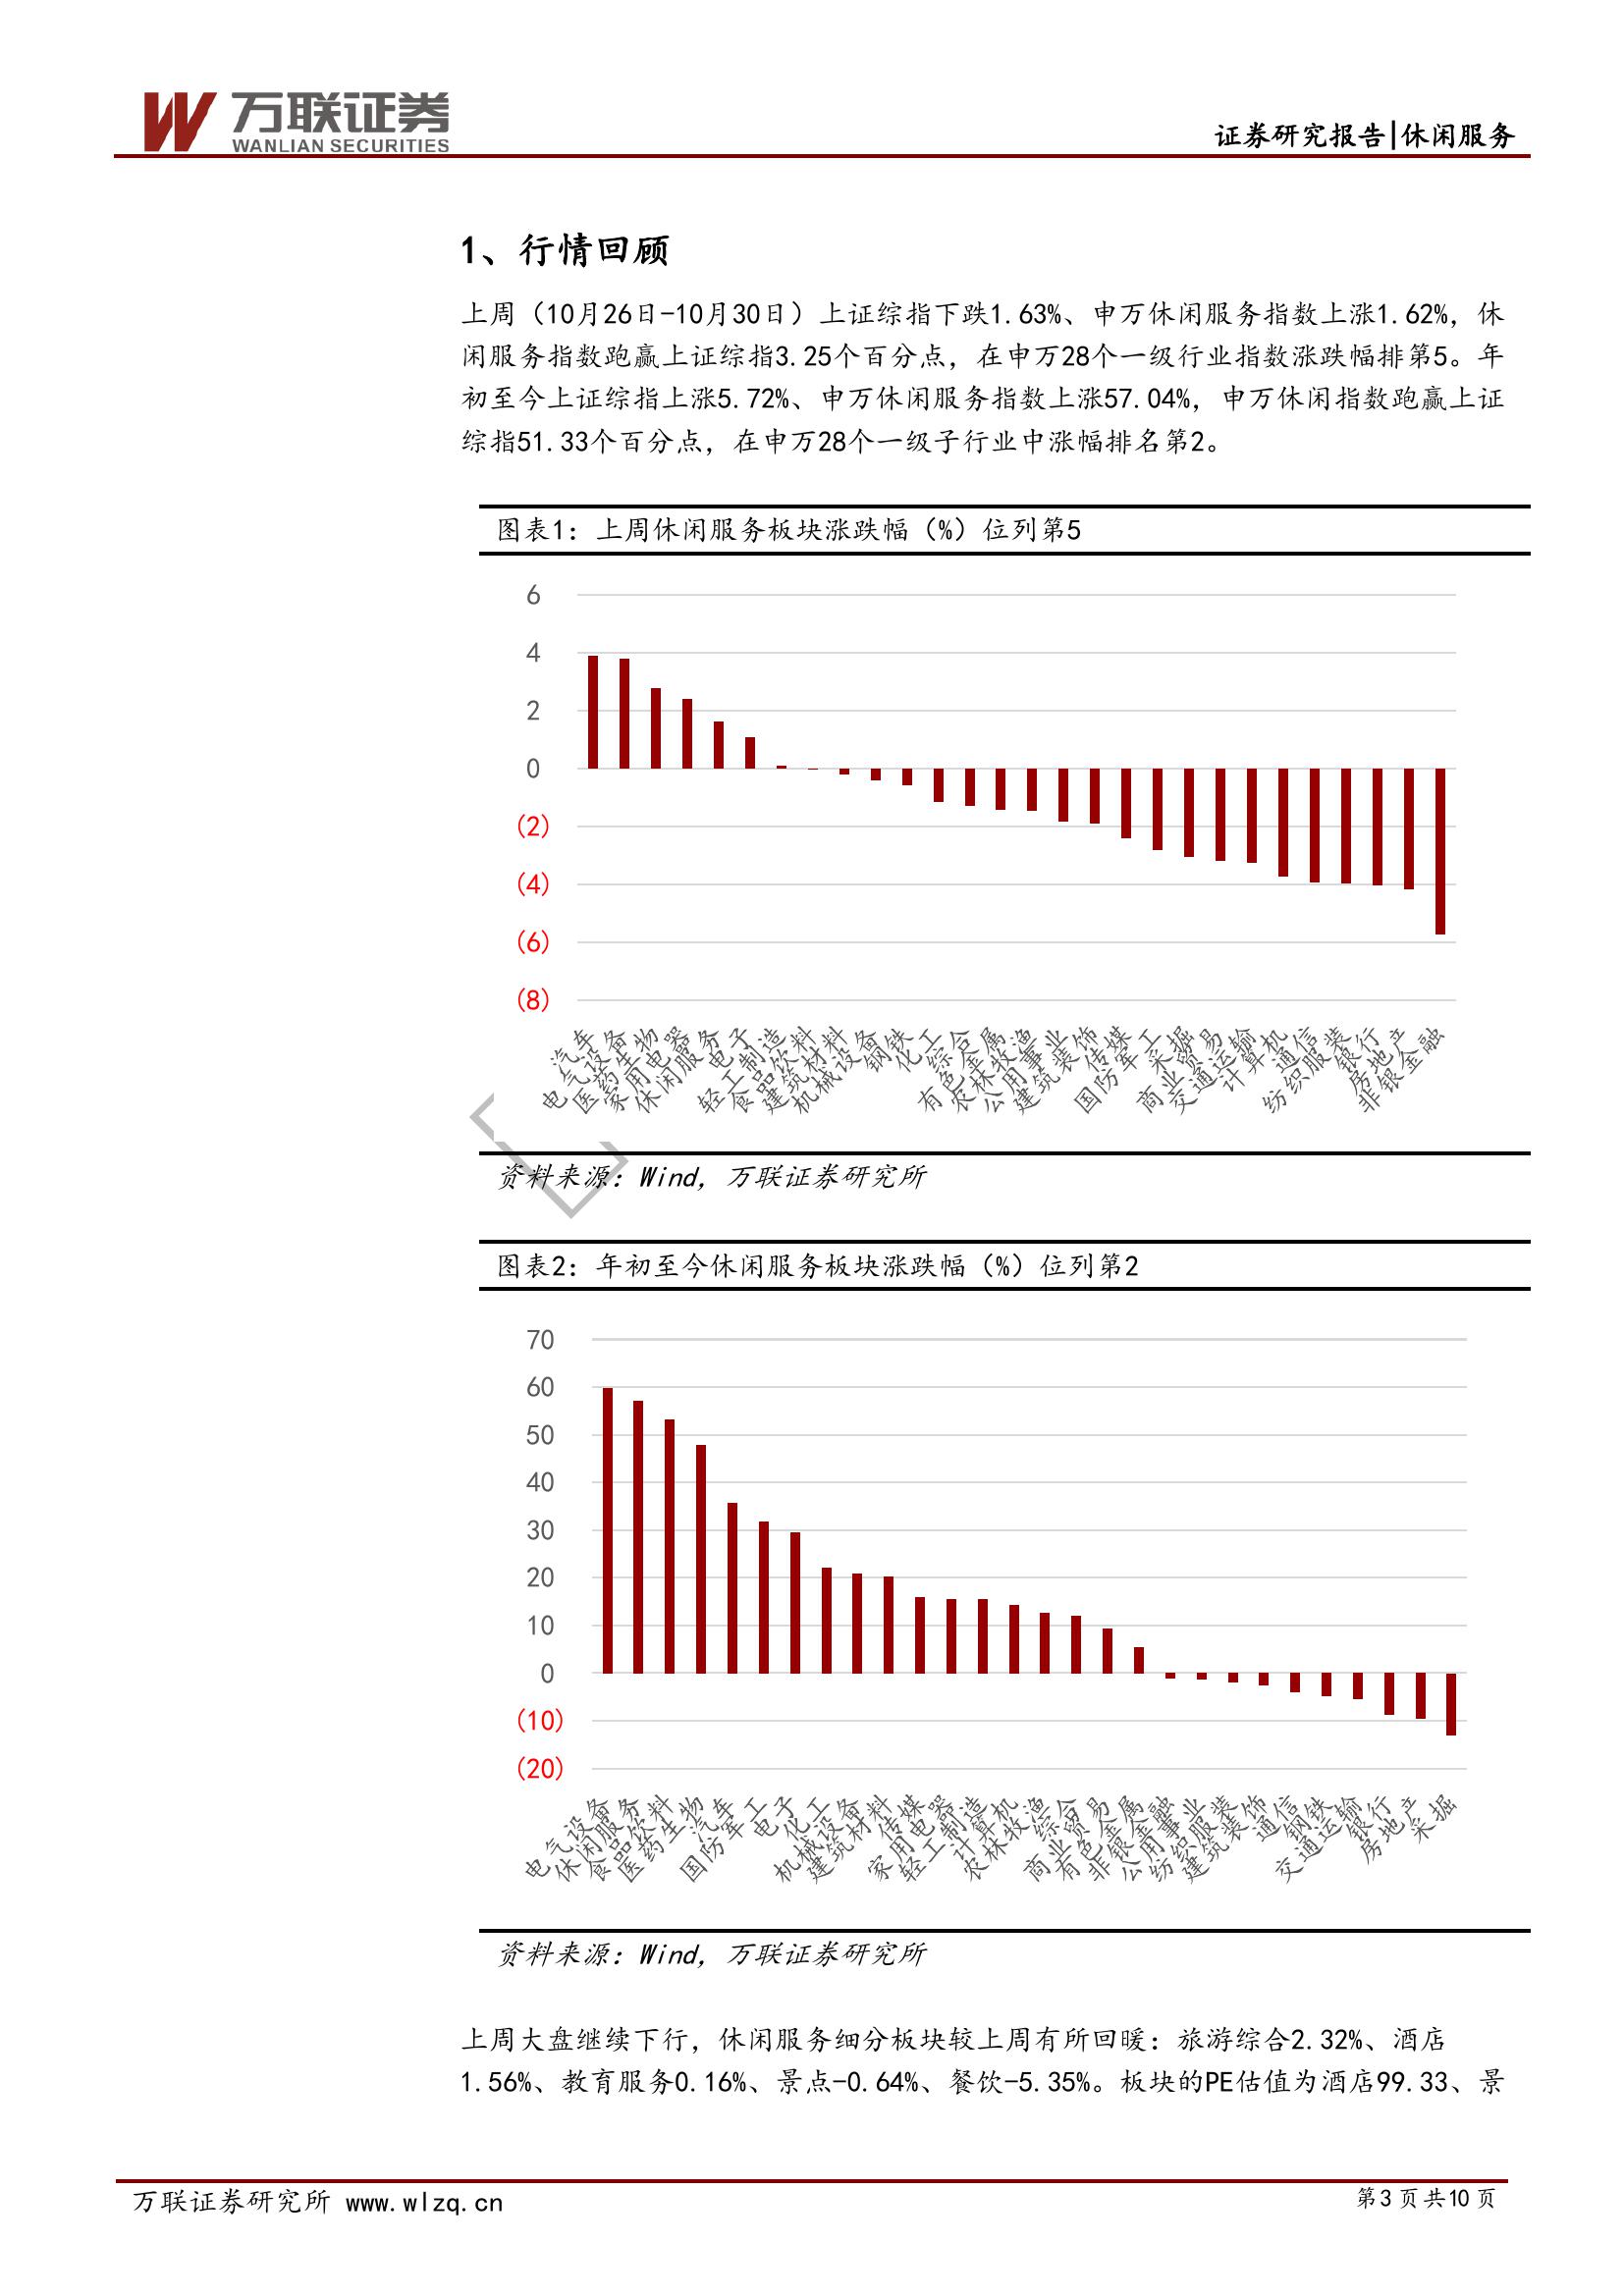 万联证券
WANLIAN SECURITIES
证券研究报告|休闲服务
1、行情回顾
上周（10月26日-10月30日）上证综指下跌1.63%、申万休闲服务指数上涨1.62%，休
闲服务指数跑赢上证综指3.25个百分点，在申万28个一级行业指数涨跌幅排第5。年
初至今上证综指上涨5.72%、申万休闲服务指数上涨57.04%，申万休闲指数跑赢上证
综指51.33个百分点，在申万28个一级子行业中涨幅排名第2。
图表1：上周休闲服务板块涨跌幅（%）位列第5
6
4
2
0
(2)
(4)
(6)
(8)
汽车
电气设备
医药生物
家用电器
休闲服务
电子
轻工制造
食品饮料
建筑材料
机械设备
钢铁
化工
综合
有色金属
农林牧渔
公用事业
建筑装饰
传媒
国防军工
采掘
商业贸易
交通运输
计算机
通信
纺织服装
银行
房地产
非银金融
资料来源：Wind，万联证券研究所
图表2：年初至今休闲服务板块涨跌幅（%）位列第2
70
60
50
40
30
20
10
0
(10)
(20)
电气设备
休闲服务
食品饮料
医药生物
汽车
国防军工
电子
化工
机械设备
建筑材料
传媒
家用电器
轻工制造
计算机
农林牧渔
综合
商业贸易
有色金属
非银金融
公用事业
纺织服装
建筑装饰
通信
钢铁
交通运输
银行
房地产
采掘
资料来源：Wind，万联证券研究所
上周大盘继续下行，休闲服务细分板块较上周有所回暖：旅游综合2.32%、酒店
1.56%、教育服务0.16%、景点-0.64%、餐饮-5.35%。板块的PE估值为酒店99.33、景
万联证券研究所 www.wlzq.cn
第3页共10页